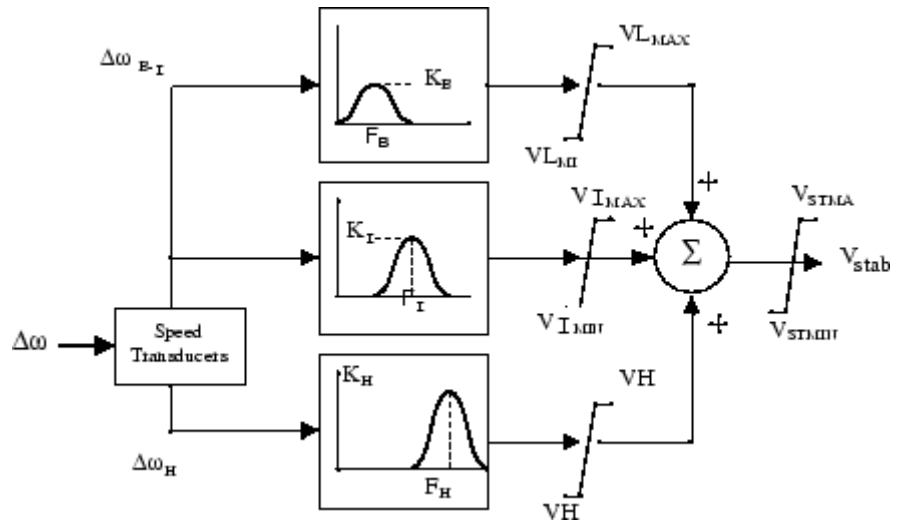 Δω B-I
K_B
F_B
VL_MAX
VL_MI
K_I
F_I
VI_MAX
VI_MIN
+
+
+
Σ
V_STMA
V_STMIN
V_stab
Δω
Speed
Transducers
Δω_H
K_H
F_H
VH
VH